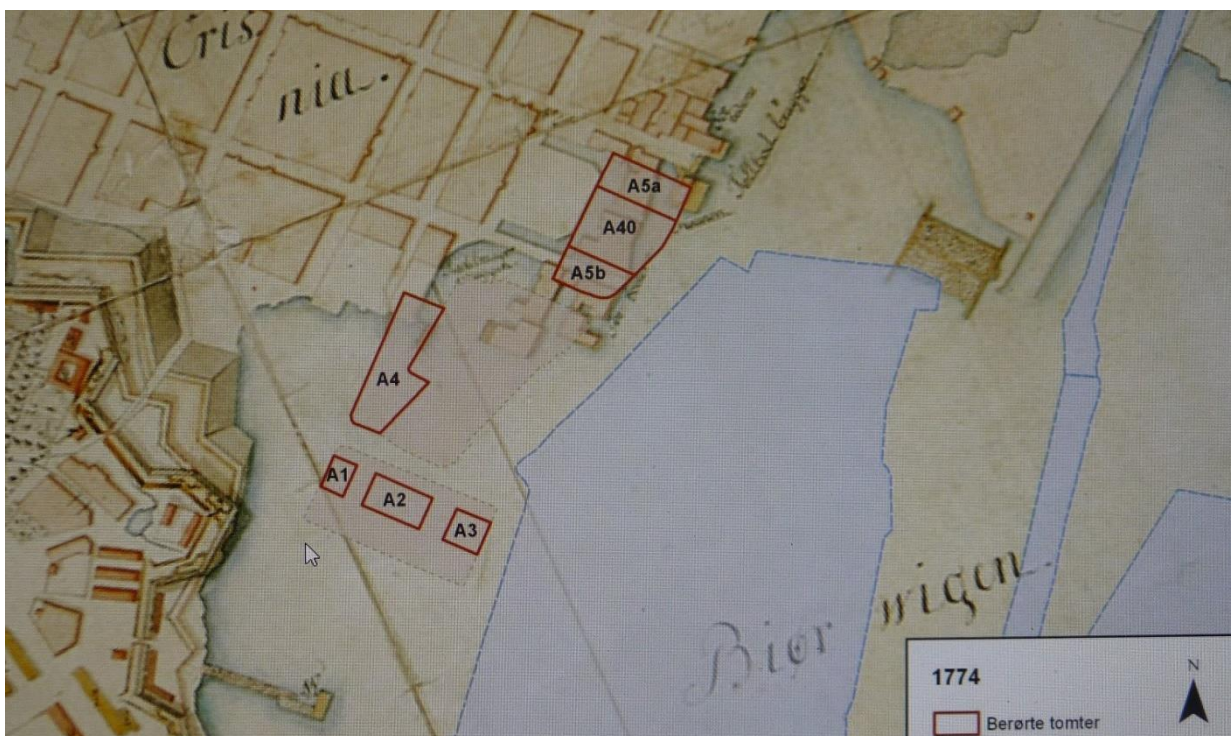 Cris
nia.
A5a
A40
A5b
A4
A1
A2
A3
Bior
wigen.
1774
N
Berørte tomter